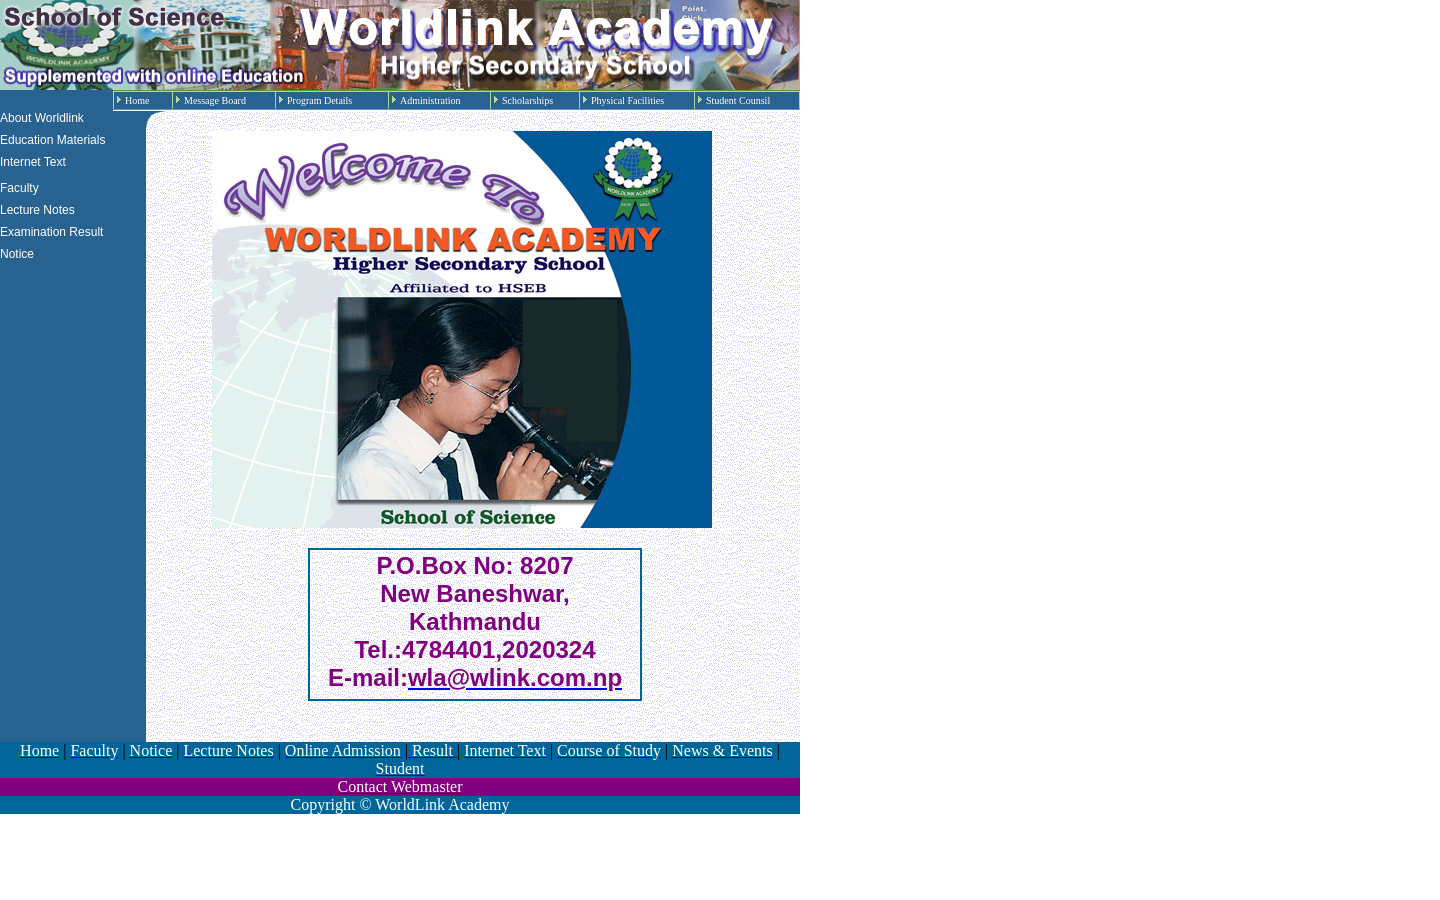 School of Science
Supplemented with online Education
Worldlink Academy
Higher Secondary School
Point.
Click.
WORLDLINK ACADEMY
Home
Message Board
Program Details
Administration
Scholarships
Physical Facilities
Student Counsil
About Worldlink
Education Materials
Internet Text
Faculty
Lecture Notes
Examination Result
Notice
Welcome To
WORLDLINK ACADEMY
WORLDLINK ACADEMY
Higher Secondary School
Affiliated to HSEB
School of Science
P.O.Box No: 8207
New Baneshwar,
Kathmandu
Tel.:4784401,2020324
E-mail:wla@wlink.com.np
Home | Faculty | Notice | Lecture Notes | Online Admission | Result | Internet Text | Course of Study | News & Events |
Student
Contact Webmaster
Copyright © WorldLink Academy